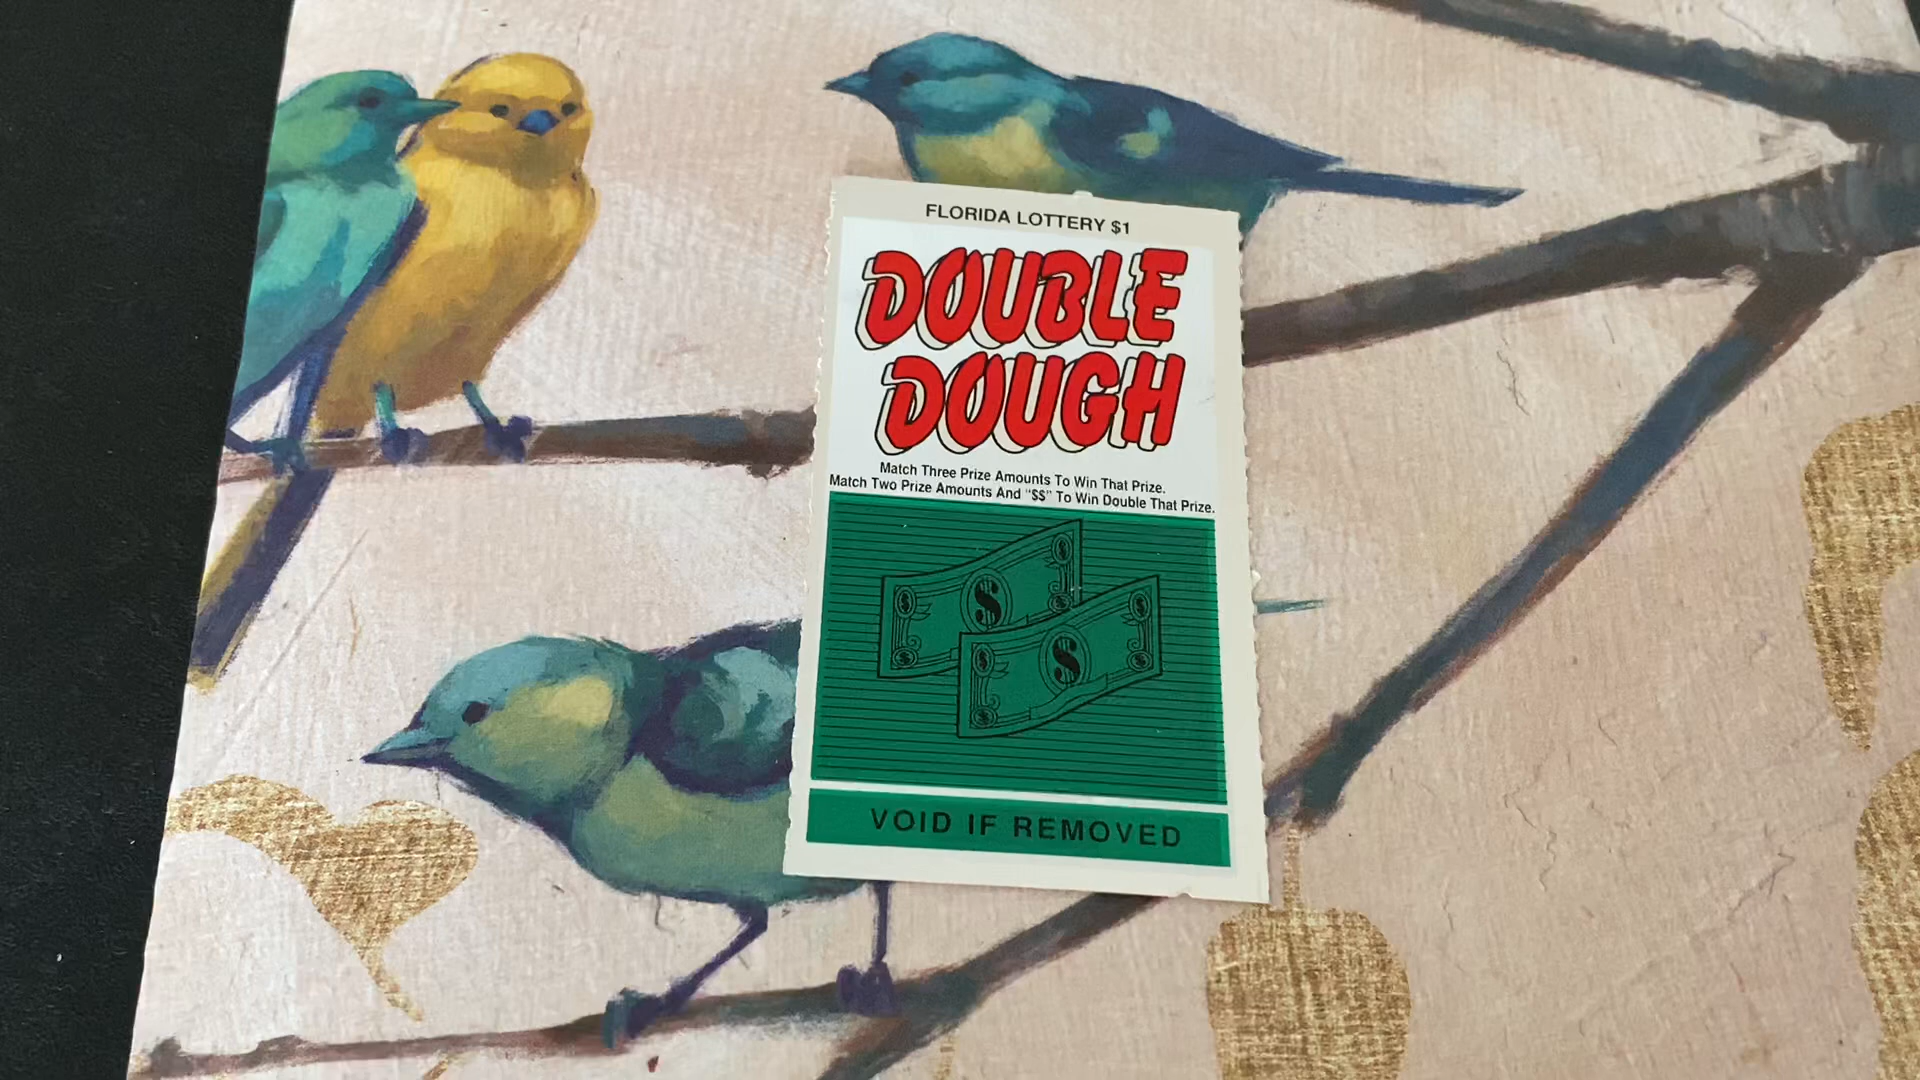 FLORIDA LOTTERY $1
DOUBLE
DOUGH
Match Three Prize Amounts To Win That Prize.
Match Two Prize Amounts And "$$" To Win Double That Prize.
$
$
$
$
$
$
$
$
$
$
VOID IF REMOVED